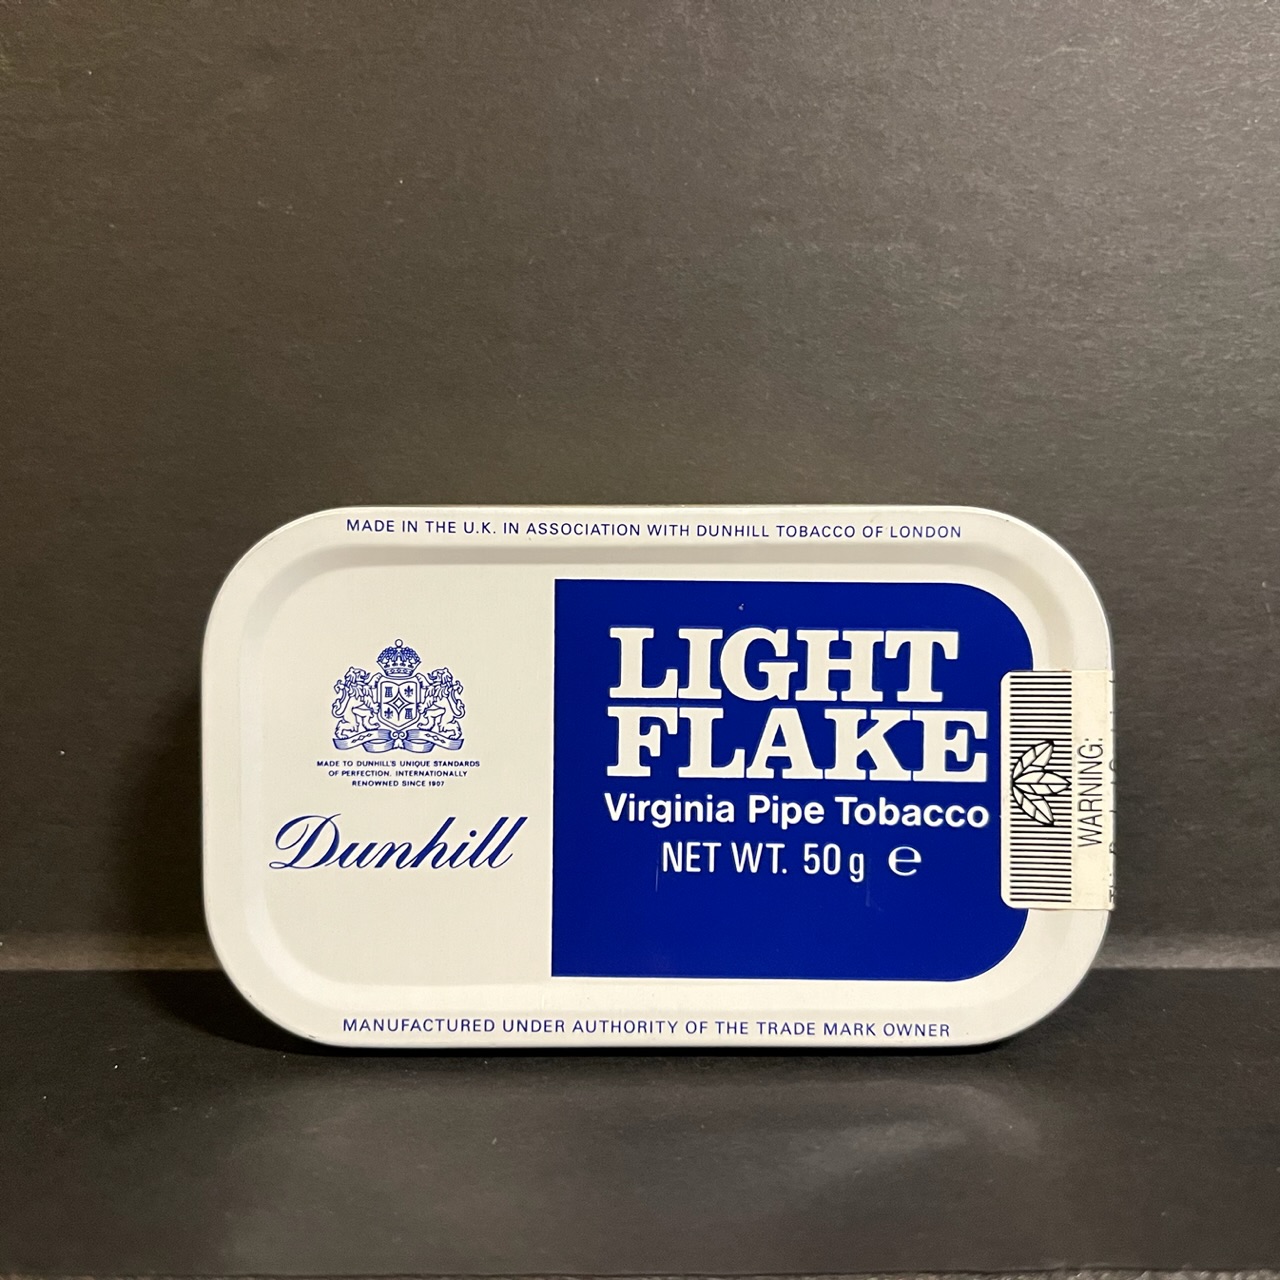 MADE IN THE U.K. IN ASSOCIATION WITH DUNHILL TOBACCO OF LONDON
MADE TO DUNHILL'S UNIQUE STANDARDS
OF PERFECTION. INTERNATIONALLY
RENOWNED SINCE 1907
Dunhill
LIGHT
FLAKE
Virginia Pipe Tobacco
NET WT. 50g ℮
WARNING:
MANUFACTURED UNDER AUTHORITY OF THE TRADE MARK OWNER